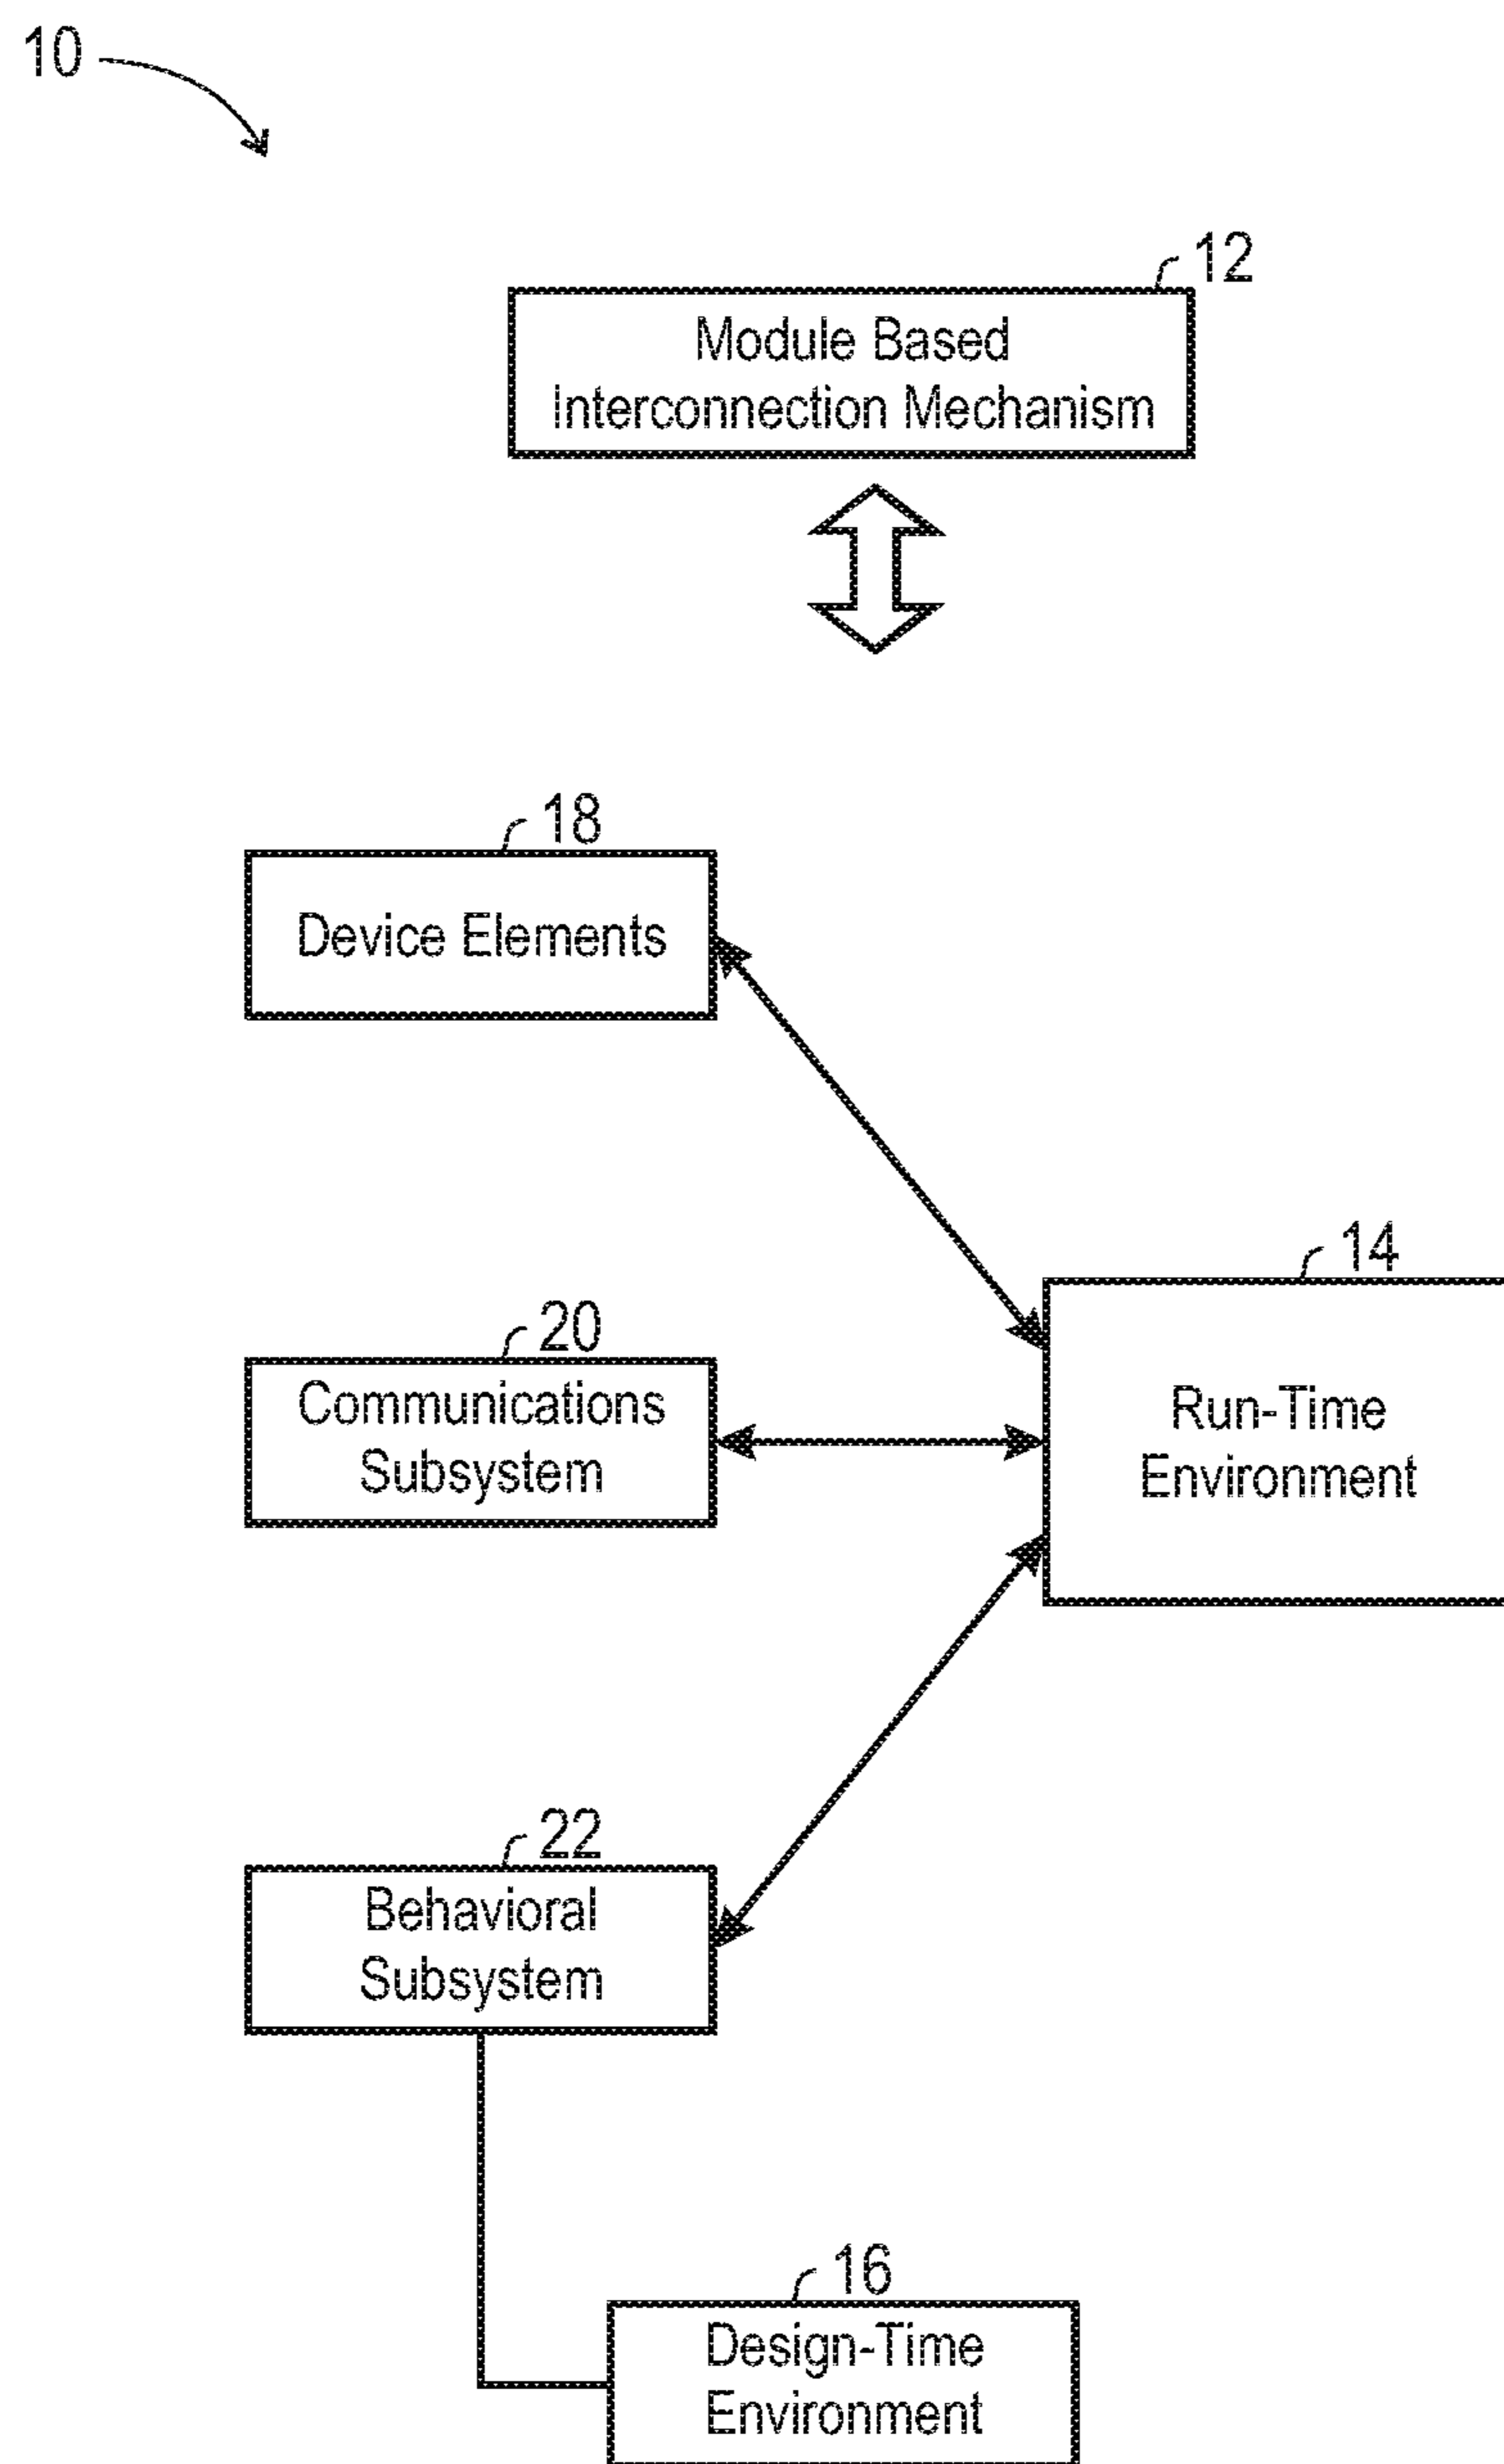 10
12
Module Based
Interconnection Mechanism
18
Device Elements
14
Run-Time
Environment
20
Communications
Subsystem
22
Behavioral
Subsystem
16
Design-Time
Environment